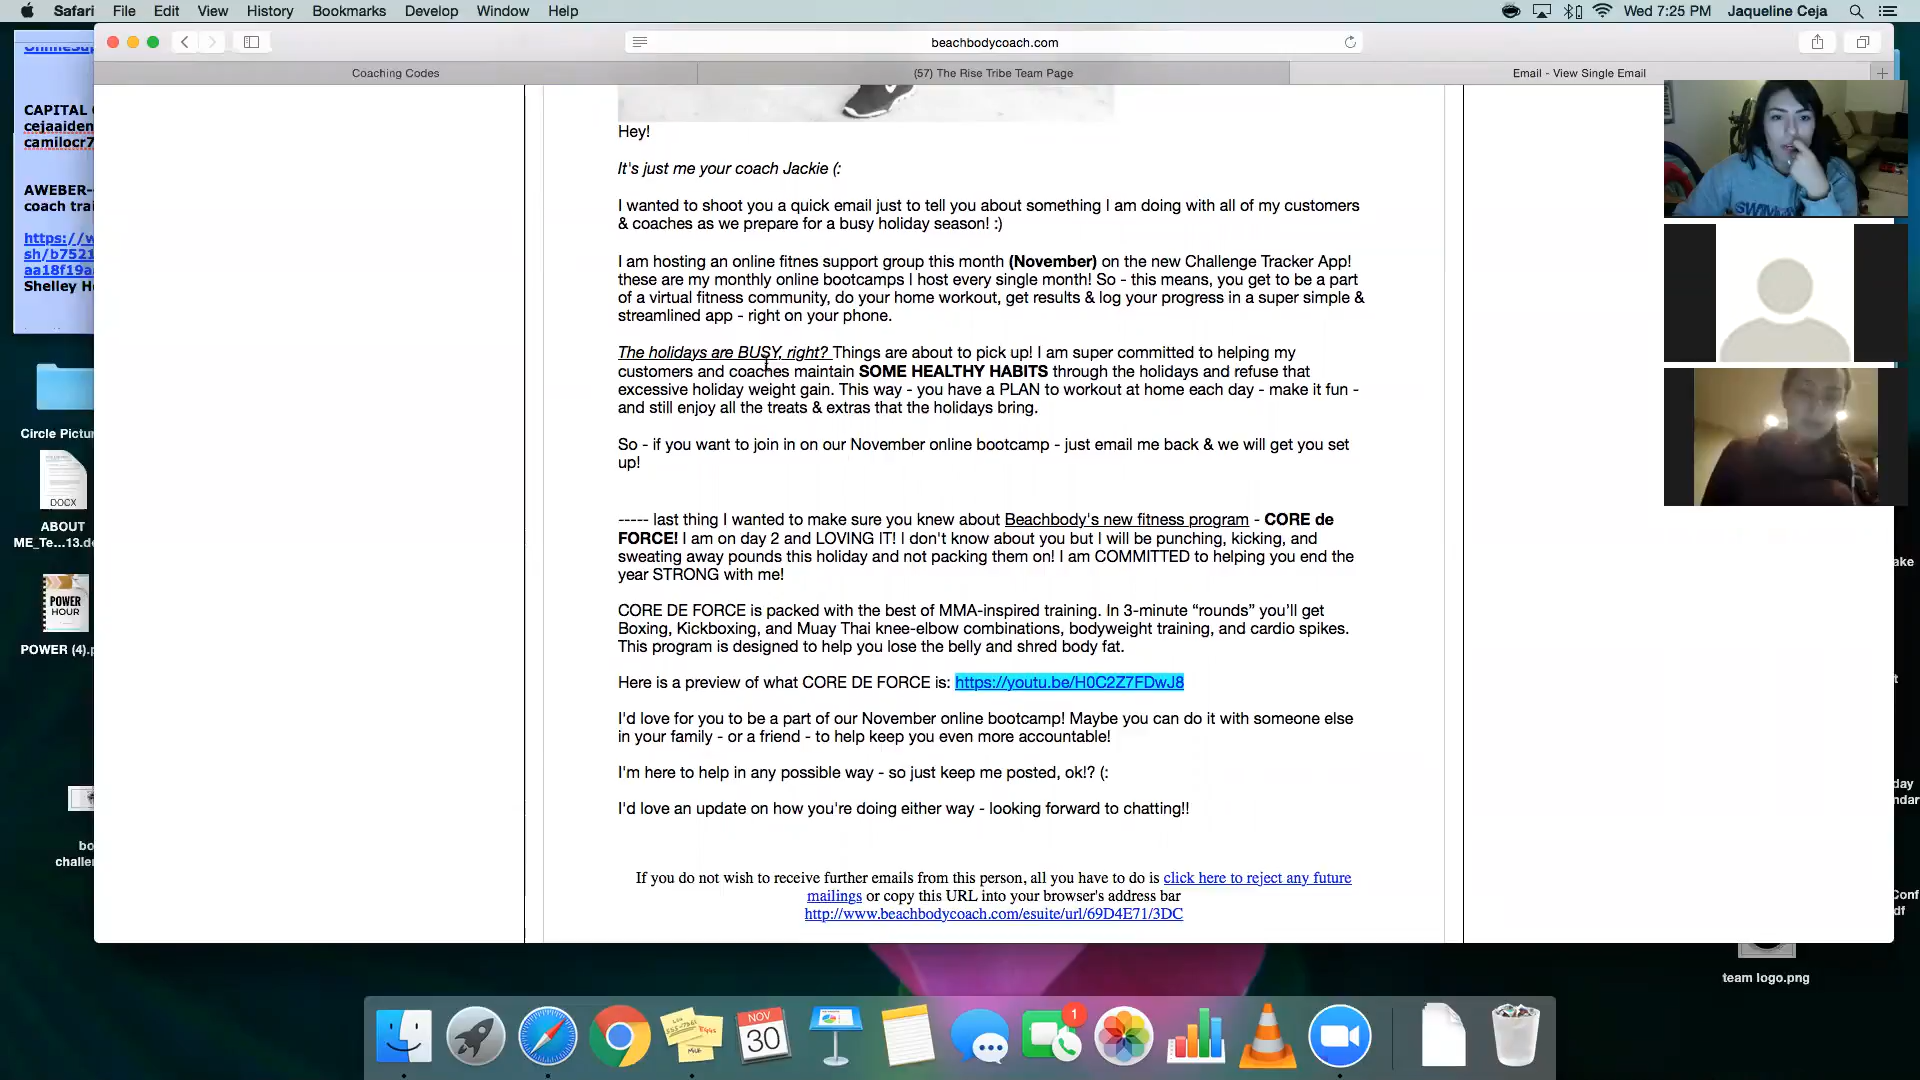 Safari File Edit View History Bookmarks Develop Window Help Wed 7:25 PM Jaqueline Ceja
beachbodycoach.com
Coaching Codes (57) The Rise Tribe Team Page Email - View Single Email
CAPITAL
cejaaiden
camilocr7
AWEBER-
coach trai
https://w
sh/b7521
aa18f19a
Shelley H
Circle Pictur
DOCX
ABOUT
ME_Te...13.d
POWER
HOUR
POWER (4).p
bo
challen
Hey!
It's just me your coach Jackie (:
I wanted to shoot you a quick email just to tell you about something I am doing with all of my customers
& coaches as we prepare for a busy holiday season! :)
I am hosting an online fitnes support group this month (November) on the new Challenge Tracker App!
these are my monthly online bootcamps I host every single month! So - this means, you get to be a part
of a virtual fitness community, do your home workout, get results & log your progress in a super simple &
streamlined app - right on your phone.
The holidays are BUSY, right? Things are about to pick up! I am super committed to helping my
customers and coaches maintain SOME HEALTHY HABITS through the holidays and refuse that
excessive holiday weight gain. This way - you have a PLAN to workout at home each day - make it fun -
and still enjoy all the treats & extras that the holidays bring.
So - if you want to join in on our November online bootcamp - just email me back & we will get you set
up!
----- last thing I wanted to make sure you knew about Beachbody's new fitness program - CORE de
FORCE! I am on day 2 and LOVING IT! I don't know about you but I will be punching, kicking, and
sweating away pounds this holiday and not packing them on! I am COMMITTED to helping you end the
year STRONG with me!
CORE DE FORCE is packed with the best of MMA-inspired training. In 3-minute “rounds” you’ll get
Boxing, Kickboxing, and Muay Thai knee-elbow combinations, bodyweight training, and cardio spikes.
This program is designed to help you lose the belly and shred body fat.
Here is a preview of what CORE DE FORCE is: https://youtu.be/H0C2Z7FDwJ8
I'd love for you to be a part of our November online bootcamp! Maybe you can do it with someone else
in your family - or a friend - to help keep you even more accountable!
I'm here to help in any possible way - so just keep me posted, ok!? (:
I'd love an update on how you're doing either way - looking forward to chatting!!
If you do not wish to receive further emails from this person, all you have to do is click here to reject any future
mailings or copy this URL into your browser's address bar
http://www.beachbodycoach.com/esuite/url/69D4E71/3DC
ake
t
day
ndar
Conf
df
team logo.png
NOV
30
1